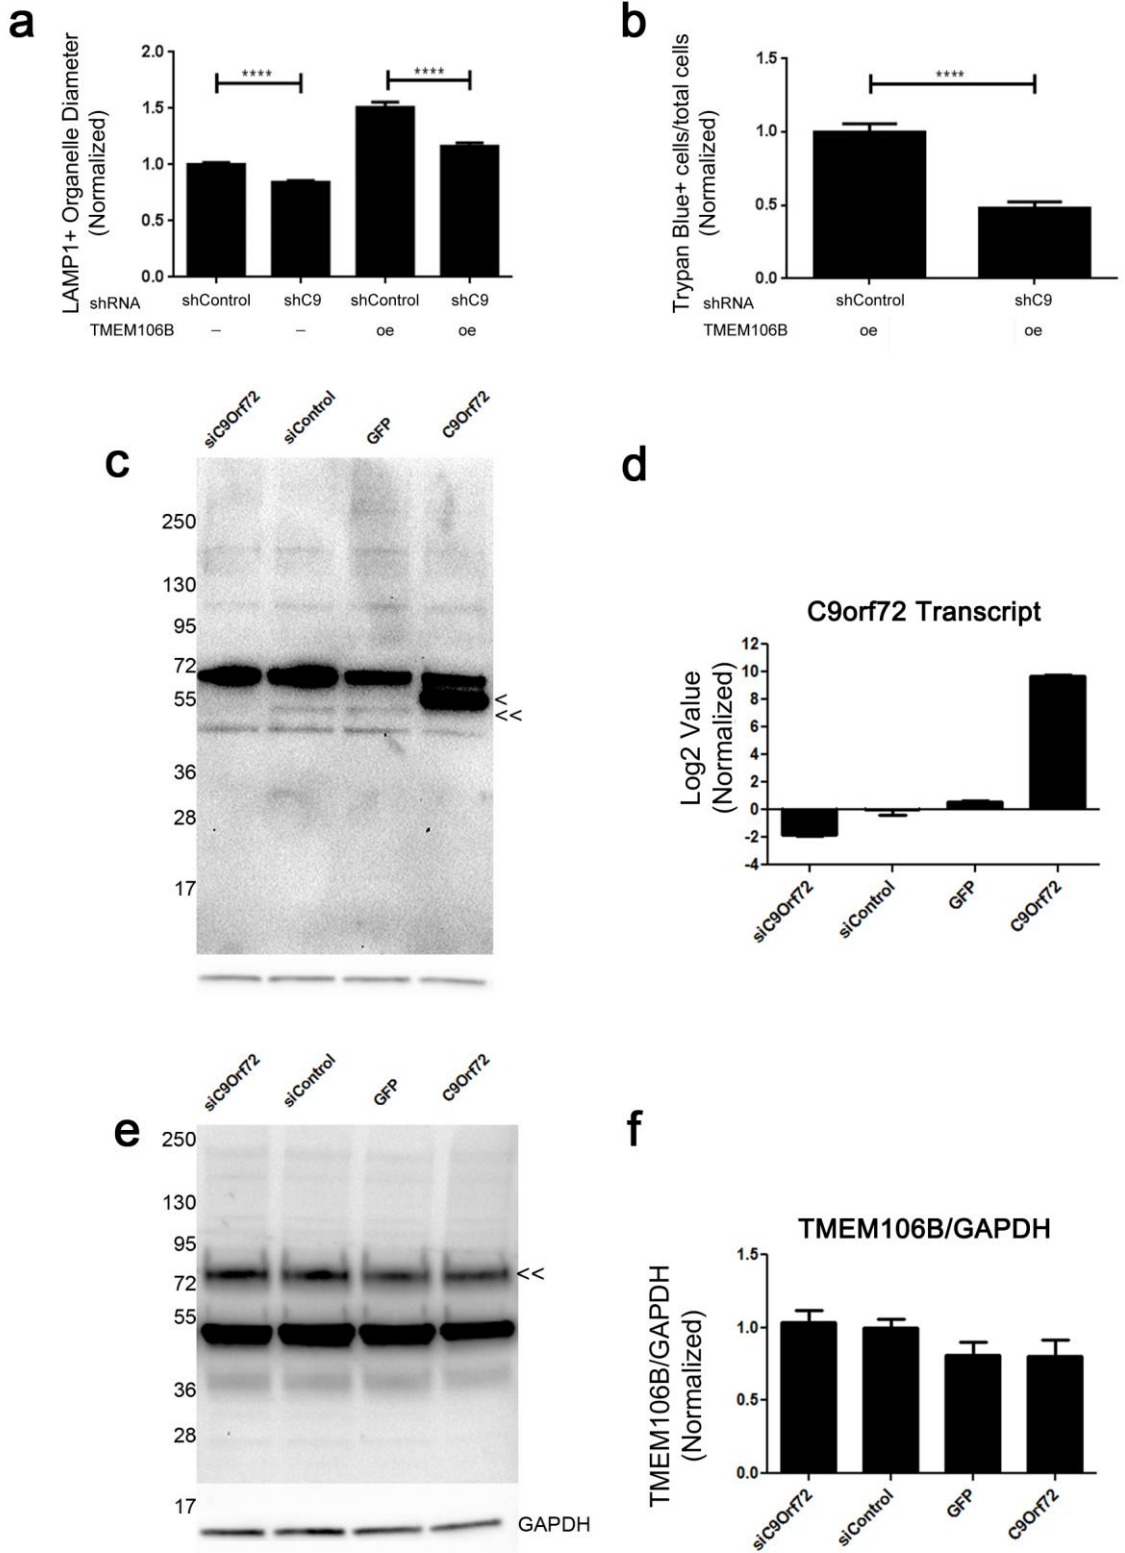 a
LAMP1+ Organelle Diameter
(Normalized)
2.0
1.5
1.0
0.5
0.0
****
****
shRNA shControl shC9 shControl shC9
TMEM106B – – oe oe
b
Trypan Blue+ cells/total cells
(Normalized)
1.5
1.0
0.5
0.0
****
shRNA shControl shC9
TMEM106B oe oe
c
siC9Orf72 siControl GFP C9Orf72
250
130
95
72
55
36
28
17
<
<<
d
C9orf72 Transcript
Log2 Value
(Normalized)
12
10
8
6
4
2
0
-2
-4
siC9Orf72 siControl GFP C9Orf72
e
siC9Orf72 siControl GFP C9Orf72
250
130
95
72
55
36
28
17
<<
GAPDH
f
TMEM106B/GAPDH
TMEM106B/GAPDH
(Normalized)
1.5
1.0
0.5
0.0
siC9Orf72 siControl GFP C9Orf72